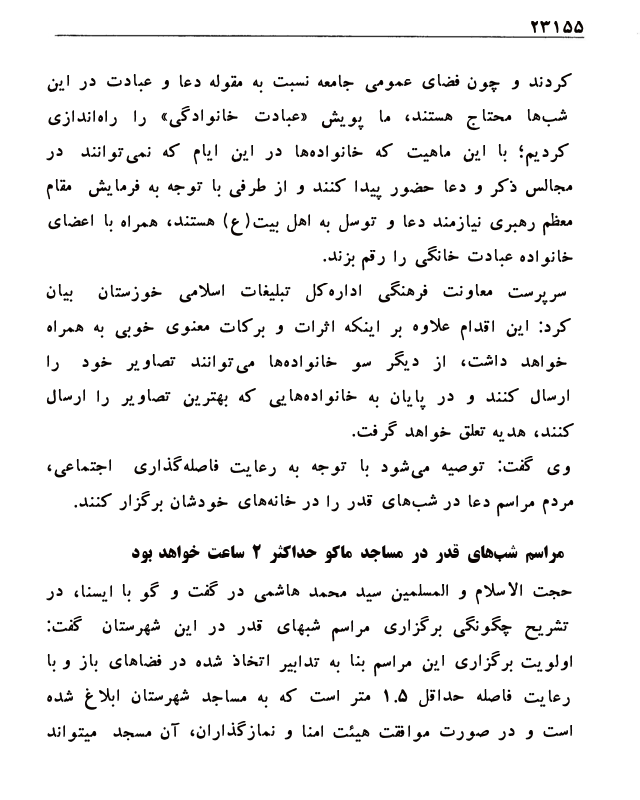 ۲۳۱۵۵
کردند و چون فضای عمومی جامعه نسبت به مقوله دعا و عبادت در این
شب‌ها محتاج هستند، ما پویش «عبادت خانوادگی» را راه‌اندازی
کردیم؛ با این ماهیت که خانواده‌ها در این ایام که نمی‌توانند در
مجالس ذکر و دعا حضور پیدا کنند و از طرفی با توجه به فرمایش مقام
معظم رهبری نیازمند دعا و توسل به اهل بیت(ع) هستند، همراه با اعضای
خانواده عبادت خانگی را رقم بزند.
سرپرست معاونت فرهنگی اداره‌کل تبلیغات اسلامی خوزستان بیان
کرد: این اقدام علاوه بر اینکه اثرات و برکات معنوی خوبی به همراه
خواهد داشت، از دیگر سو خانواده‌ها می‌توانند تصاویر خود را
ارسال کنند و در پایان به خانواده‌هایی که بهترین تصاویر را ارسال
کنند، هدیه تعلق خواهد گرفت.
وی گفت: توصیه می‌شود با توجه به رعایت فاصله‌گذاری اجتماعی،
مردم مراسم دعا در شب‌های قدر را در خانه‌های خودشان برگزار کنند.
مراسم شب‌های قدر در مساجد ماکو حداکثر ۲ ساعت خواهد بود
حجت الاسلام و المسلمین سید محمد هاشمی در گفت و گو با ایسنا، در
تشریح چگونگی برگزاری مراسم شبهای قدر در این شهرستان گفت:
اولویت برگزاری این مراسم بنا به تدابیر اتخاذ شده در فضاهای باز و با
رعایت فاصله حداقل ۱.۵ متر است که به مساجد شهرستان ابلاغ شده
است و در صورت موافقت هیئت امنا و نمازگذاران، آن مسجد میتواند